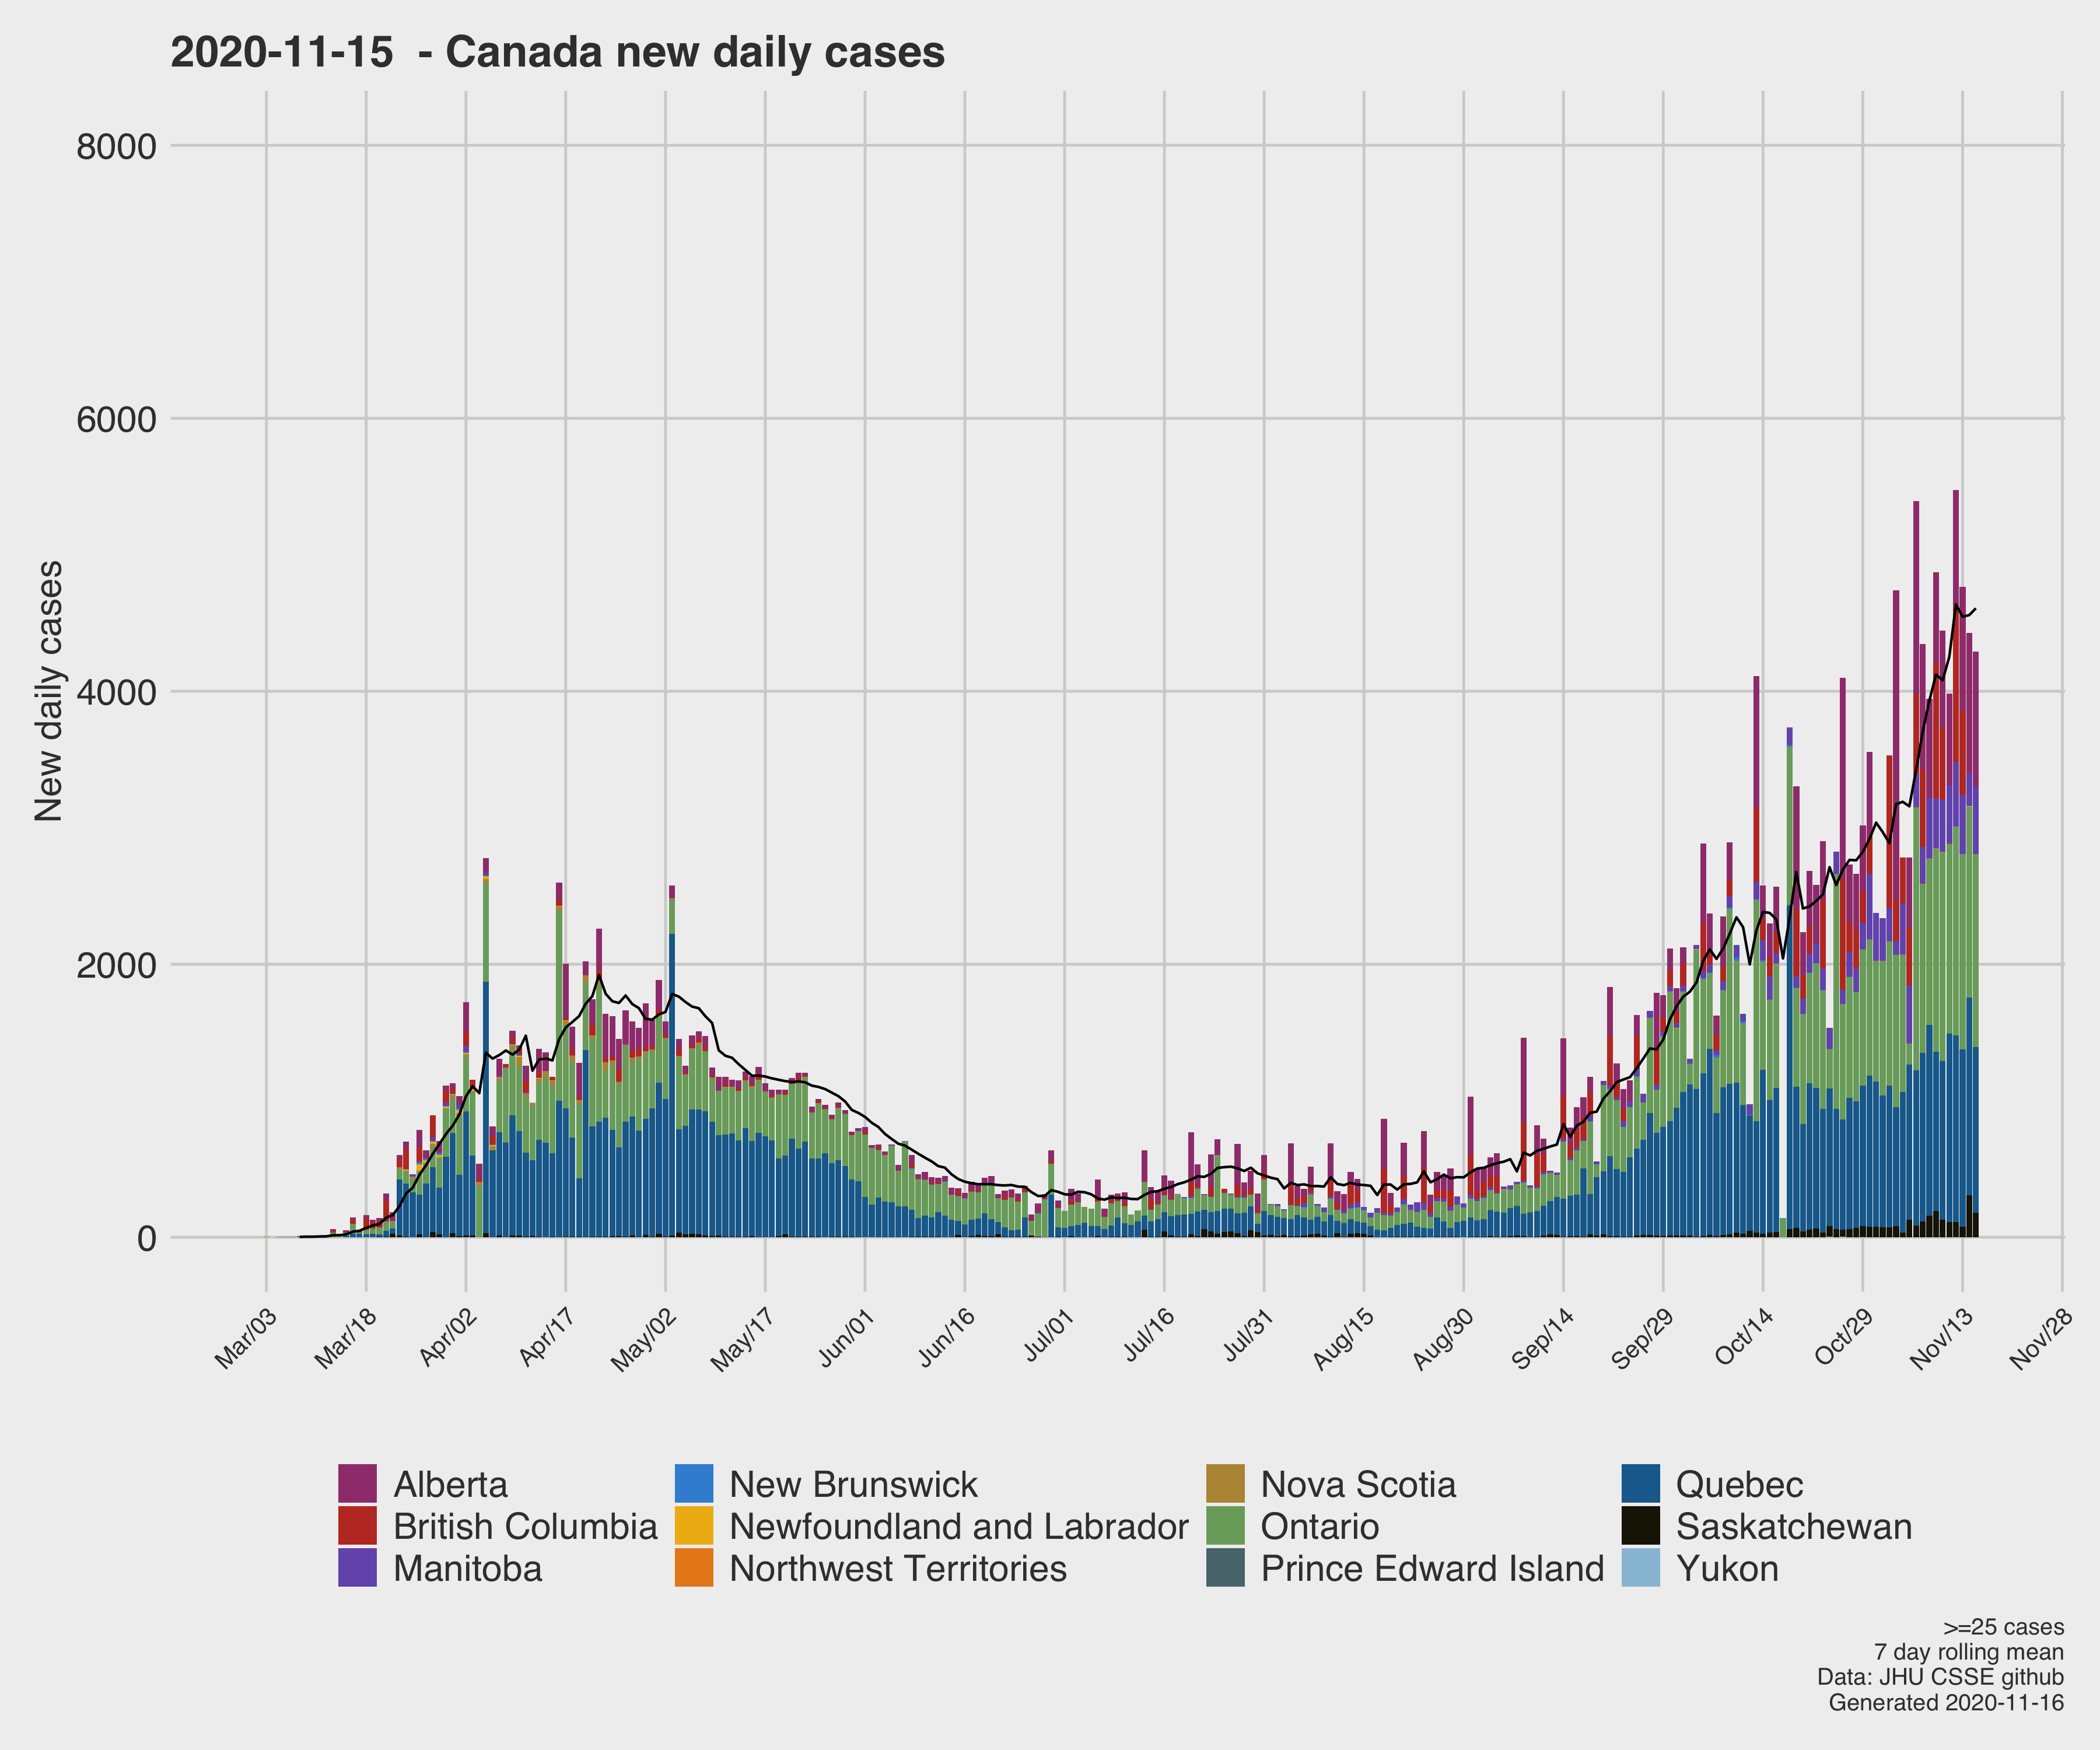 2020-11-15 - Canada new daily cases
New daily cases
8000
6000
4000
2000
0
Mar/03
Mar/18
Apr/02
Apr/17
May/02
May/17
Jun/01
Jun/16
Jul/01
Jul/16
Jul/31
Aug/15
Aug/30
Sep/14
Sep/29
Oct/14
Oct/29
Nov/13
Nov/28
Alberta
British Columbia
Manitoba
New Brunswick
Newfoundland and Labrador
Northwest Territories
Nova Scotia
Ontario
Prince Edward Island
Quebec
Saskatchewan
Yukon
>=25 cases
7 day rolling mean
Data: JHU CSSE github
Generated 2020-11-16